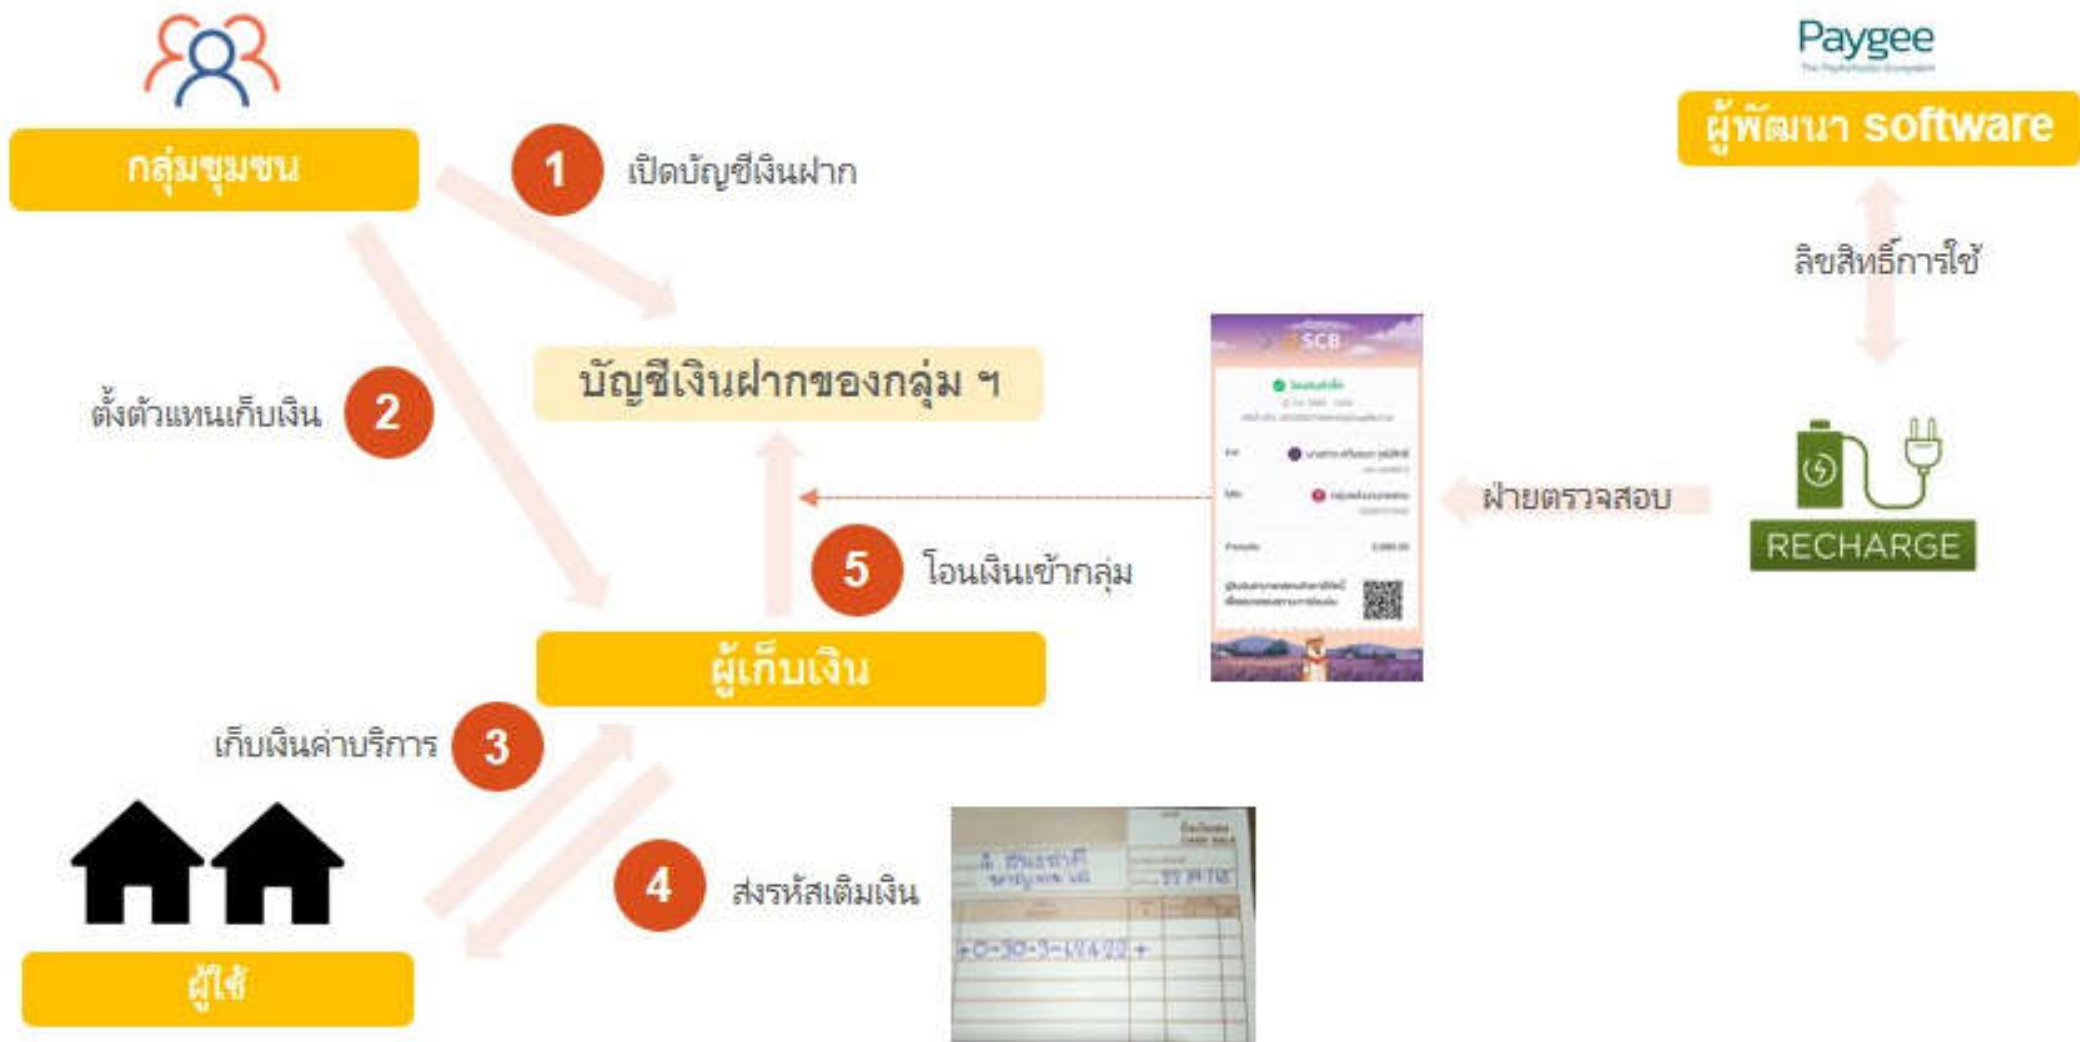 Paygee
ผู้พัฒนา software
กลุ่มชุมชน
1
เปิดบัญชีเงินฝาก
ลิขสิทธิ์การใช้
SCB
บัญชีเงินฝากของกลุ่ม ฯ
ตั้งตัวแทนเก็บเงิน
2
ฝ่ายตรวจสอบ
RECHARGE
5
โอนเงินเข้ากลุ่ม
ผู้เก็บเงิน
เก็บเงินค่าบริการ
3
4
ส่งรหัสเติมเงิน
ผู้ใช้